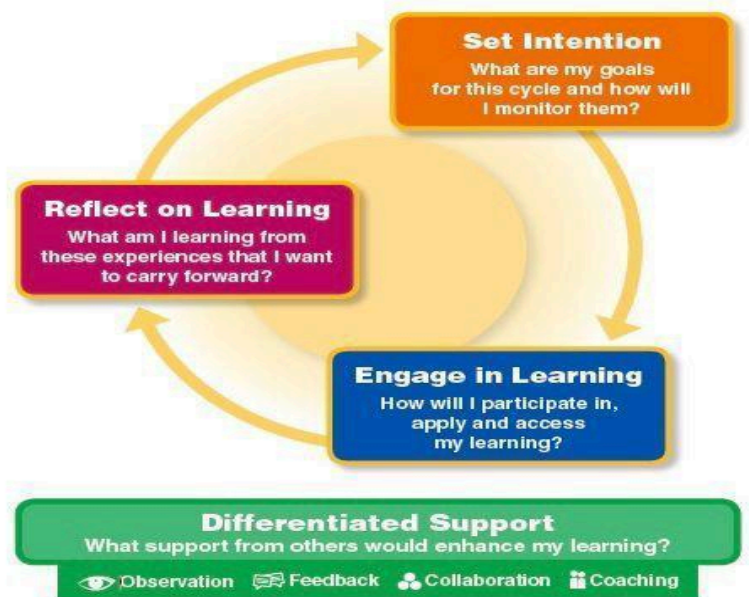 Set Intention
What are my goals
for this cycle and how will
I monitor them?
Reflect on Learning
What am I learning from
these experiences that I want
to carry forward?
Engage in Learning
How will I participate in,
apply and access
my learning?
Differentiated Support
What support from others would enhance my learning?
Observation Feedback Collaboration Coaching